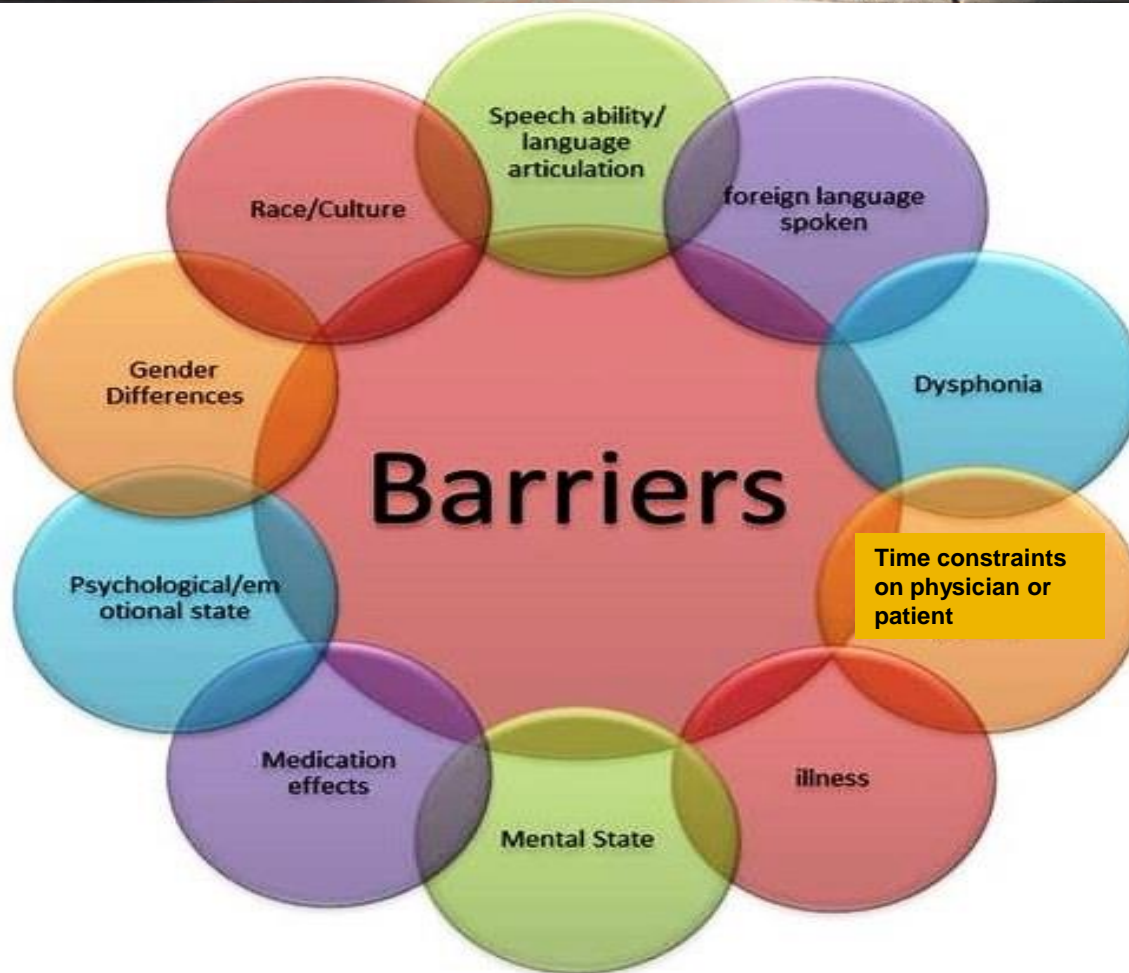 Speech ability/
language
articulation
foreign language
spoken
Dysphonia
Time constraints
on physician or
patient
illness
Mental State
Medication
effects
Psychological/em
otional state
Gender
Differences
Race/Culture
Barriers